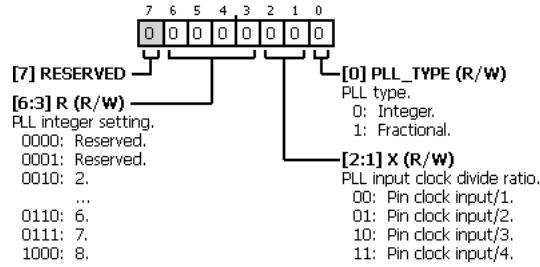 7 6 5 4 3 2 1 0
0 0 0 0 0 0 0 0
[7] RESERVED
[6:3] R (R/W)
PLL integer setting.
0000: Reserved.
0001: Reserved.
0010: 2.
...
0110: 6.
0111: 7.
1000: 8.
[0] PLL_TYPE (R/W)
PLL type.
0: Integer.
1: Fractional.
[2:1] X (R/W)
PLL input clock divide ratio.
00: Pin clock input/1.
01: Pin clock input/2.
10: Pin clock input/3.
11: Pin clock input/4.